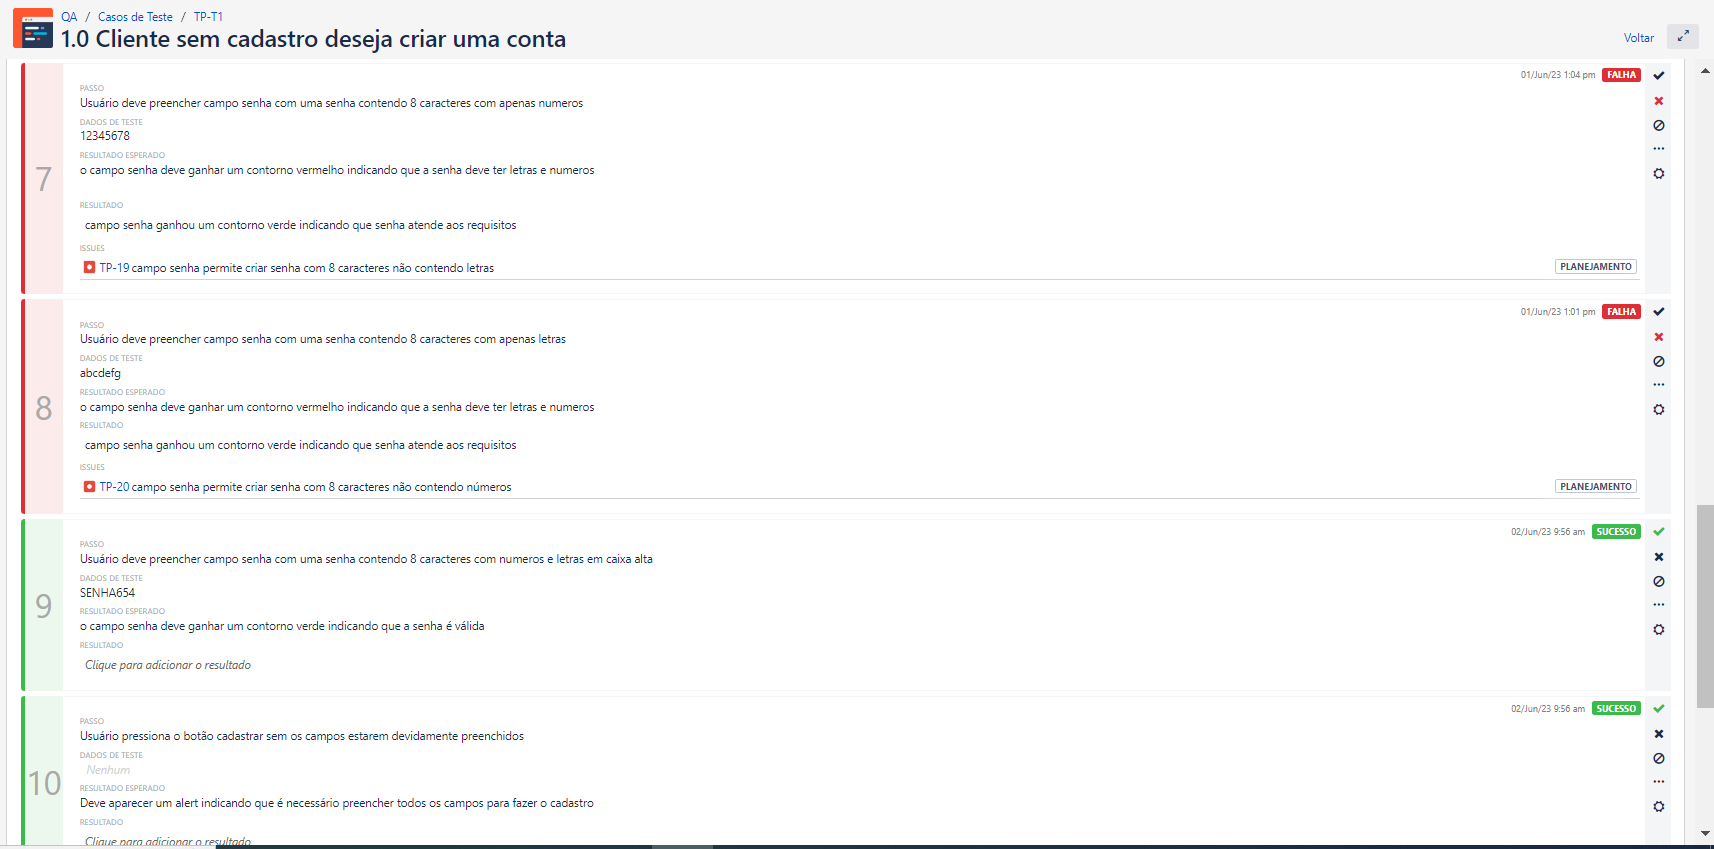 QA / Casos de Teste / TP-T1
1.0 Cliente sem cadastro deseja criar uma conta
Voltar
01/Jun/23 1:04 pm FALHA
7
PASSO
Usuário deve preencher campo senha com uma senha contendo 8 caracteres com apenas numeros
DADOS DE TESTE
12345678
RESULTADO ESPERADO
o campo senha deve ganhar um contorno vermelho indicando que a senha deve ter letras e numeros
RESULTADO
campo senha ganhou um contorno verde indicando que senha atende aos requisitos
ISSUES
TP-19 campo senha permite criar senha com 8 caracteres não contendo letras PLANEJAMENTO
01/Jun/23 1:01 pm FALHA
8
PASSO
Usuário deve preencher campo senha com uma senha contendo 8 caracteres com apenas letras
DADOS DE TESTE
abcdefg
RESULTADO ESPERADO
o campo senha deve ganhar um contorno vermelho indicando que a senha deve ter letras e numeros
RESULTADO
campo senha ganhou um contorno verde indicando que senha atende aos requisitos
ISSUES
TP-20 campo senha permite criar senha com 8 caracteres não contendo números PLANEJAMENTO
02/Jun/23 9:56 am SUCESSO
9
PASSO
Usuário deve preencher campo senha com uma senha contendo 8 caracteres com numeros e letras em caixa alta
DADOS DE TESTE
SENHA654
RESULTADO ESPERADO
o campo senha deve ganhar um contorno verde indicando que a senha é válida
RESULTADO
Clique para adicionar o resultado
02/Jun/23 9:56 am SUCESSO
10
PASSO
Usuário pressiona o botão cadastrar sem os campos estarem devidamente preenchidos
DADOS DE TESTE
Nenhum
RESULTADO ESPERADO
Deve aparecer um alert indicando que é necessário preencher todos os campos para fazer o cadastro
RESULTADO
Clique para adicionar o resultado